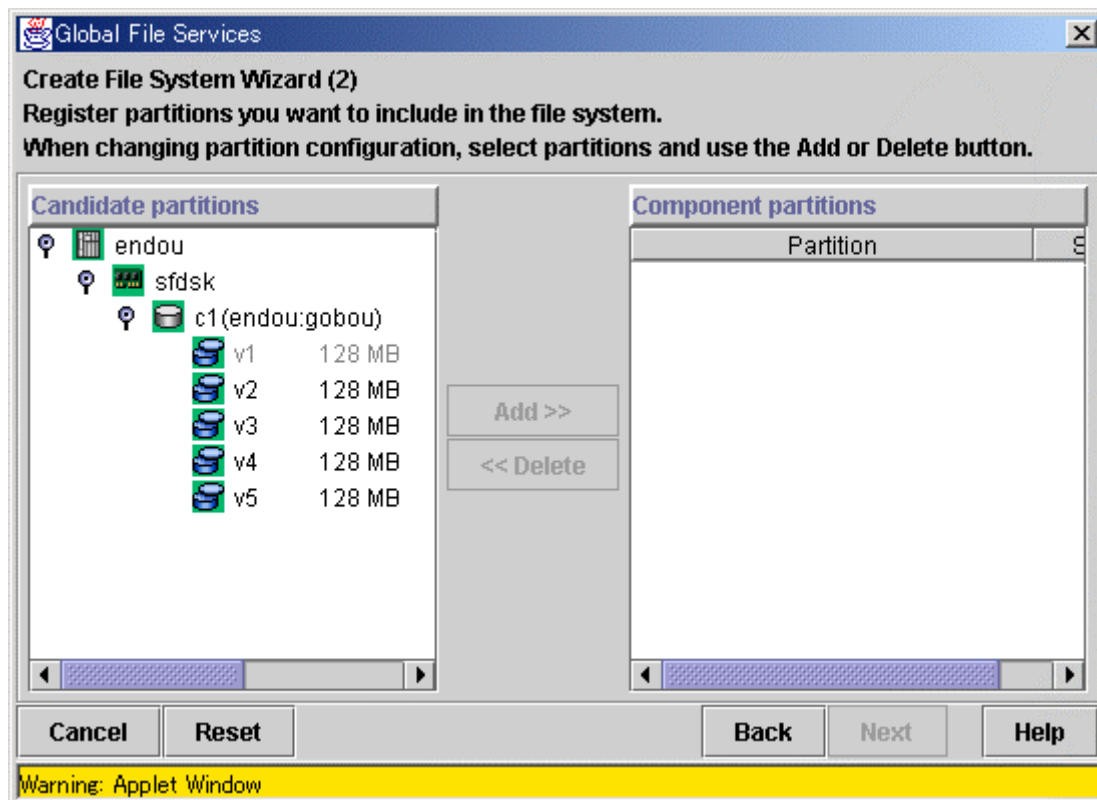 Global File Services
Create File System Wizard (2)
Register partitions you want to include in the file system.
When changing partition configuration, select partitions and use the Add or Delete button.
Candidate partitions
endou
sfdsk
c1(endou:gobou)
v1 128 MB
v2 128 MB
v3 128 MB
v4 128 MB
v5 128 MB
Add >>
<< Delete
Component partitions
Partition S
Cancel Reset Back Next Help
Warning: Applet Window